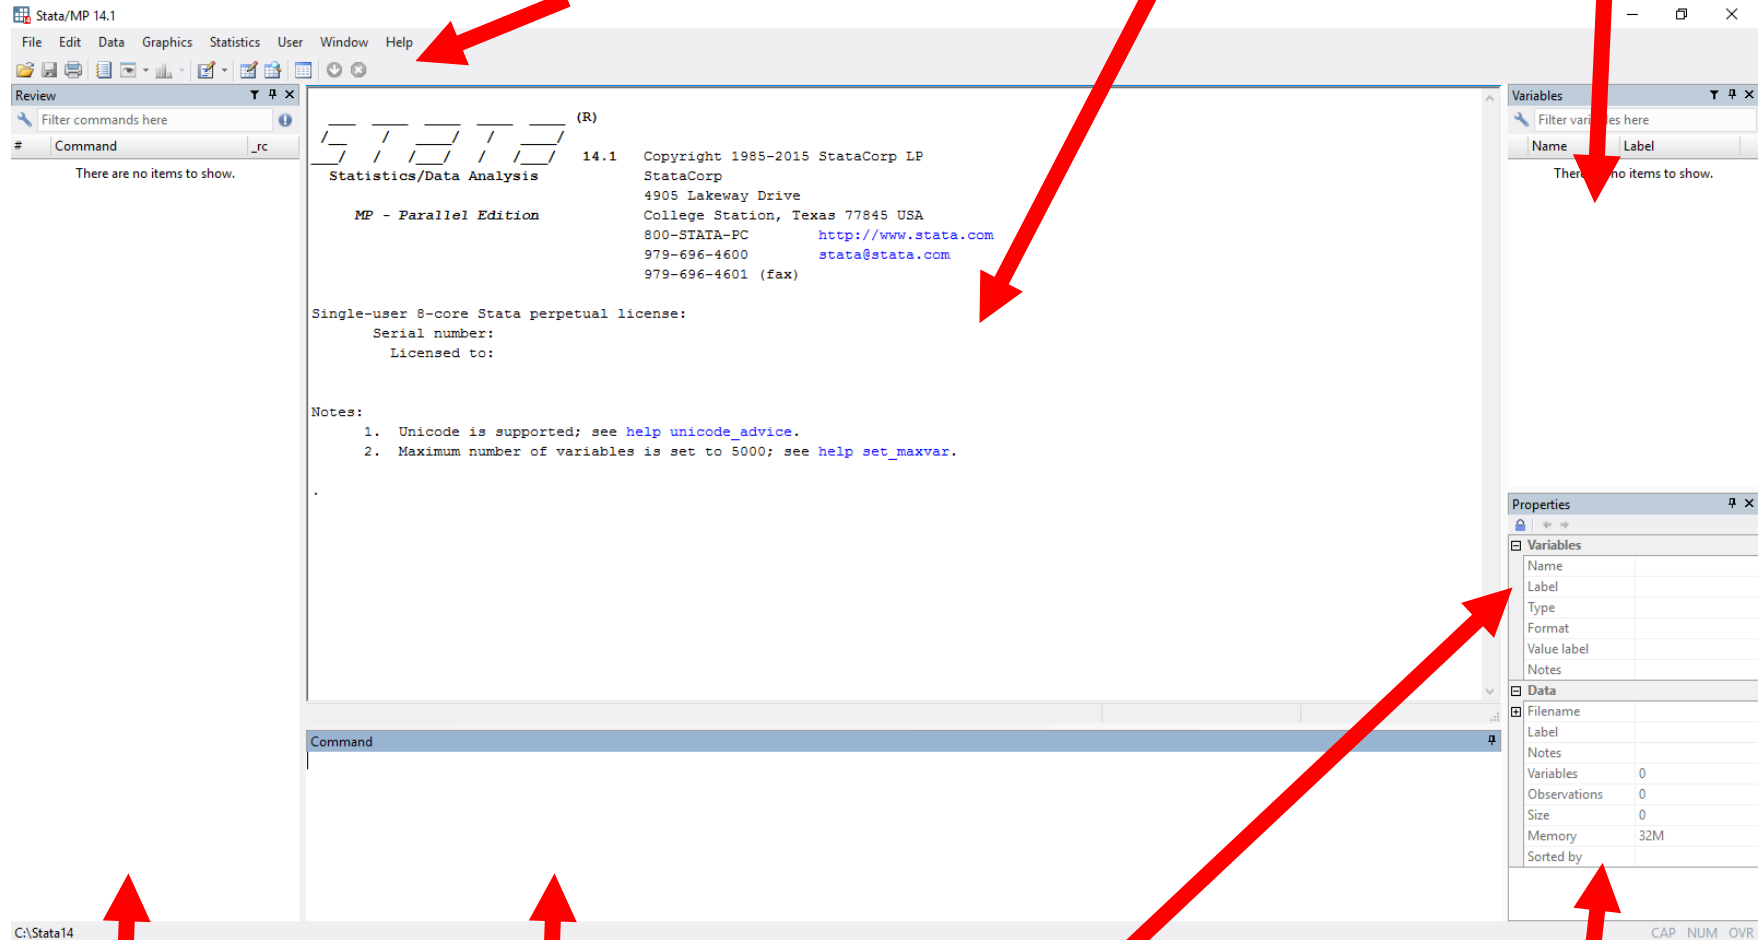 Stata/MP 14.1
File Edit Data Graphics Statistics User Window Help
Review
Filter commands here
# Command _rc
There are no items to show.
(R)
14.1 Copyright 1985-2015 StataCorp LP
Statistics/Data Analysis StataCorp
4905 Lakeway Drive
MP - Parallel Edition College Station, Texas 77845 USA
800-STATA-PC http://www.stata.com
979-696-4600 stata@stata.com
979-696-4601 (fax)
Single-user 8-core Stata perpetual license:
Serial number:
Licensed to:
Notes:
1. Unicode is supported; see help unicode_advice.
2. Maximum number of variables is set to 5000; see help set_maxvar.
.
Command
Variables
Filter variables here
Name Label
There no items to show.
Properties
Variables
Name
Label
Type
Format
Value label
Notes
Data
Filename
Label
Notes
Variables 0
Observations 0
Size 0
Memory 32M
Sorted by
C:\Stata14
CAP NUM OVR